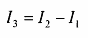 I₃ = I₂ − I₁